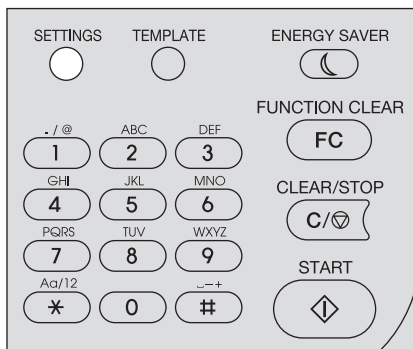 SETTINGS TEMPLATE ENERGY SAVER
FUNCTION CLEAR
FC
. / @ ABC DEF
1 2 3
GHI JKL MNO
4 5 6
CLEAR/STOP
C/
PQRS TUV WXYZ
7 8 9
START
Aa/12 ⎵−+
* 0 #